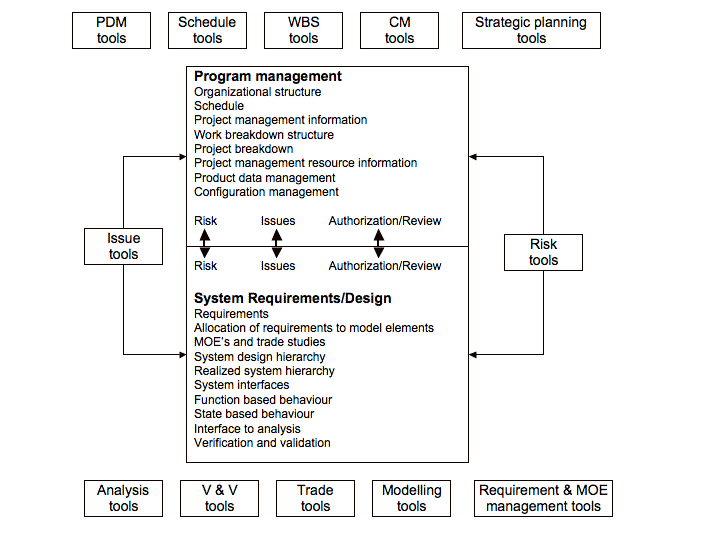 PDM
tools
Schedule
tools
WBS
tools
CM
tools
Strategic planning
tools
Program management
Organizational structure
Schedule
Project management information
Work breakdown structure
Project breakdown
Project management resource information
Product data management
Configuration management
Risk Issues Authorization/Review
Issue
tools
Risk
tools
Risk Issues Authorization/Review
System Requirements/Design
Requirements
Allocation of requirements to model elements
MOE's and trade studies
System design hierarchy
Realized system hierarchy
System interfaces
Function based behaviour
State based behaviour
Interface to analysis
Verification and validation
Analysis
tools
V & V
tools
Trade
tools
Modelling
tools
Requirement & MOE
management tools